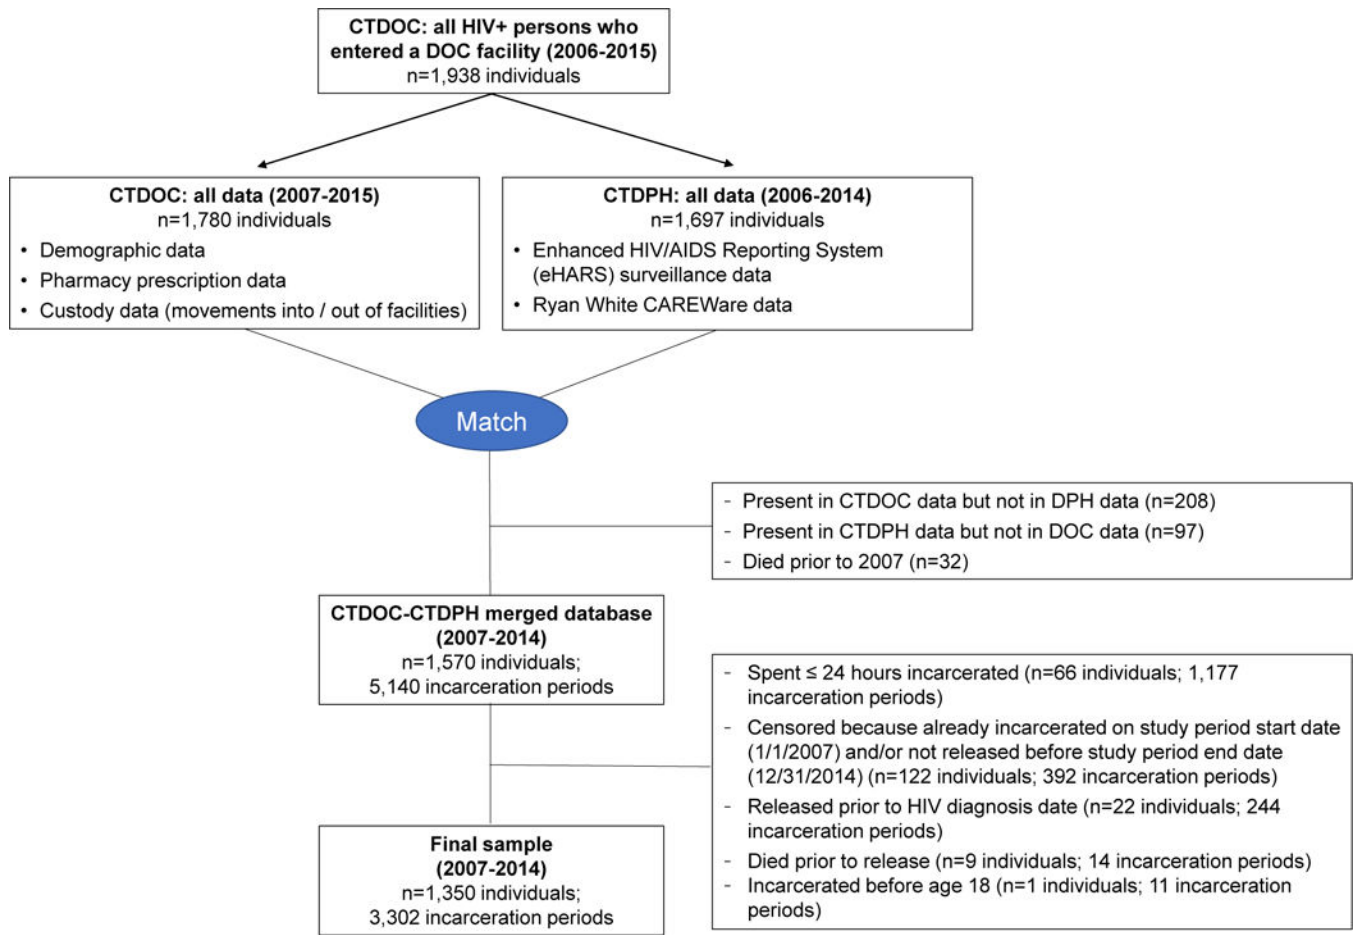 CTDOC: all HIV+ persons who
entered a DOC facility (2006-2015)
n=1,938 individuals
CTDOC: all data (2007-2015)
n=1,780 individuals
• Demographic data
• Pharmacy prescription data
• Custody data (movements into / out of facilities)
CTDPH: all data (2006-2014)
n=1,697 individuals
• Enhanced HIV/AIDS Reporting System
(eHARS) surveillance data
• Ryan White CAREWare data
Match
- Present in CTDOC data but not in DPH data (n=208)
- Present in CTDPH data but not in DOC data (n=97)
- Died prior to 2007 (n=32)
CTDOC-CTDPH merged database
(2007-2014)
n=1,570 individuals;
5,140 incarceration periods
- Spent ≤ 24 hours incarcerated (n=66 individuals; 1,177
incarceration periods)
- Censored because already incarcerated on study period start date
(1/1/2007) and/or not released before study period end date
(12/31/2014) (n=122 individuals; 392 incarceration periods)
- Released prior to HIV diagnosis date (n=22 individuals; 244
incarceration periods)
- Died prior to release (n=9 individuals; 14 incarceration periods)
- Incarcerated before age 18 (n=1 individuals; 11 incarceration
periods)
Final sample
(2007-2014)
n=1,350 individuals;
3,302 incarceration periods